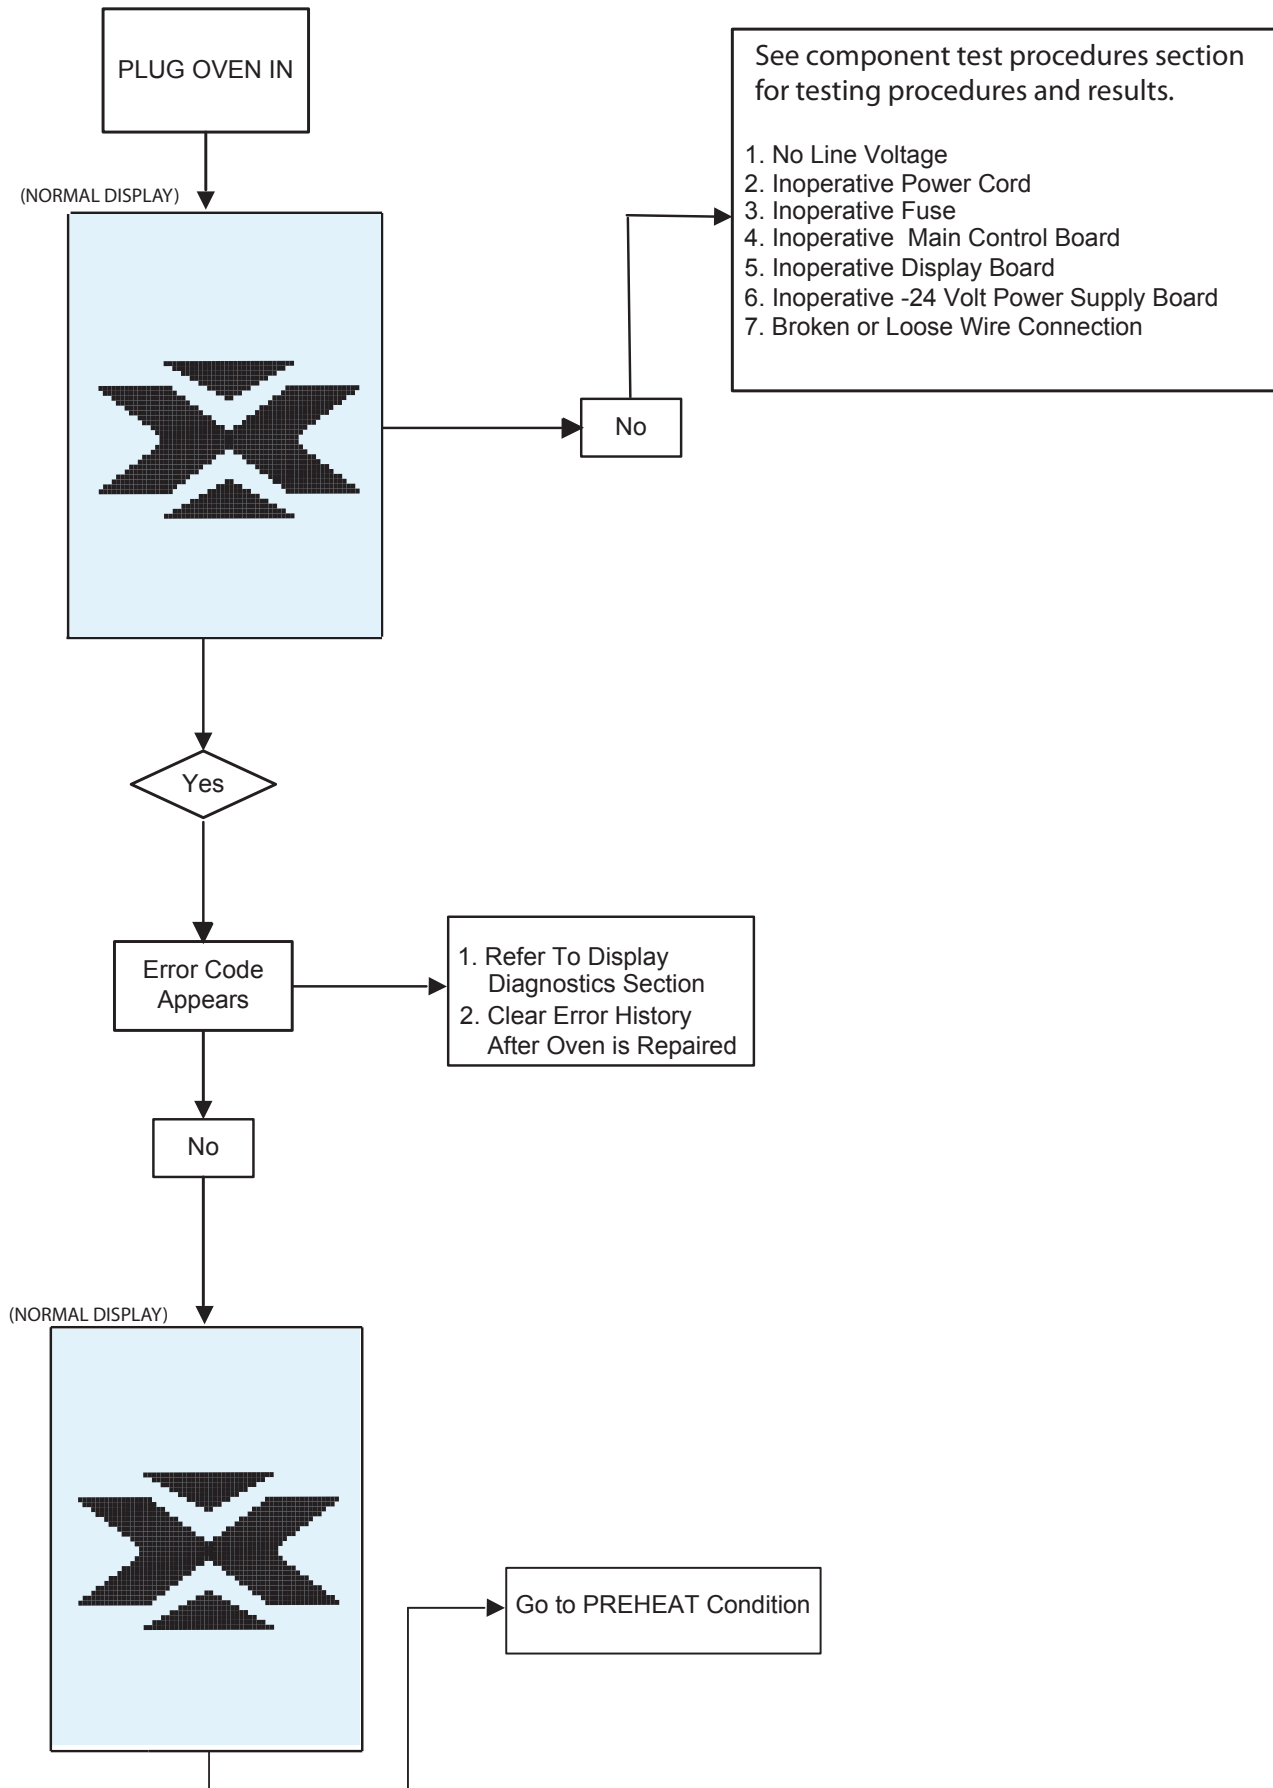 PLUG OVEN IN
See component test procedures section
for testing procedures and results.
1. No Line Voltage
2. Inoperative Power Cord
3. Inoperative Fuse
4. Inoperative  Main Control Board
5. Inoperative Display Board
6. Inoperative -24 Volt Power Supply Board
7. Broken or Loose Wire Connection
(NORMAL DISPLAY)
No
Yes
Error Code
Appears
1. Refer To Display
Diagnostics Section
2. Clear Error History
After Oven is Repaired
No
(NORMAL DISPLAY)
Go to PREHEAT Condition